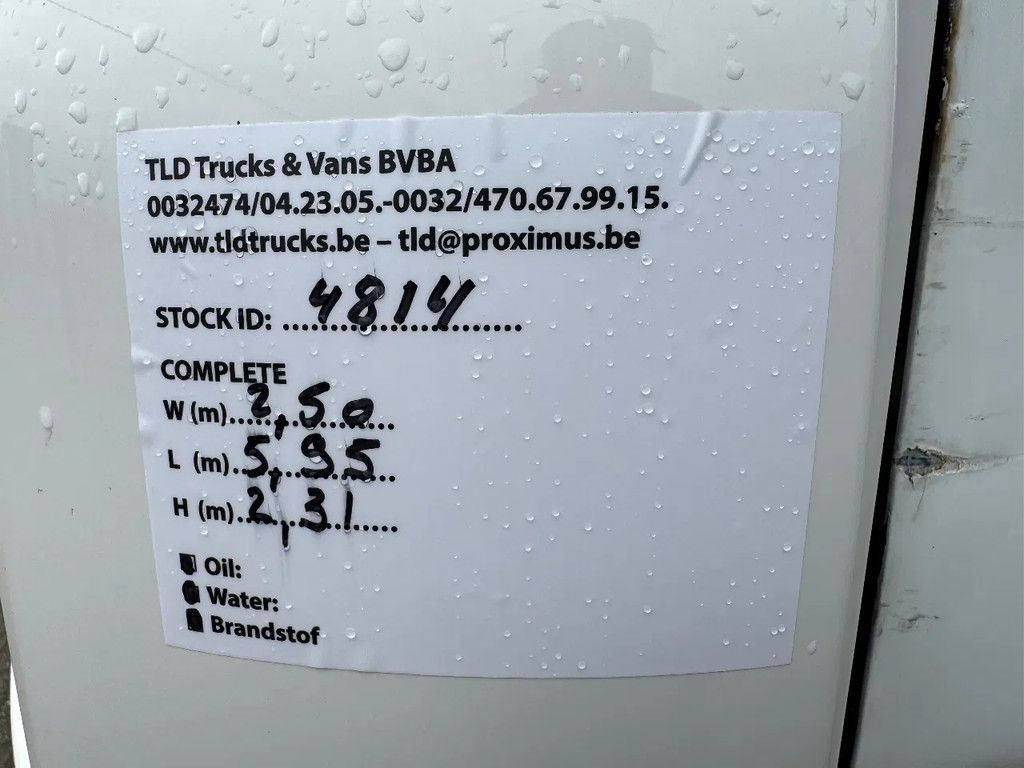 TLD Trucks & Vans BVBA
0032474/04.23.05.-0032/470.67.99.15.
www.tldtrucks.be – tld@proximus.be
STOCK ID: 4814
COMPLETE
W (m) 2,50
L (m) 5,95
H (m) 2,31
Oil:
Water:
Brandstof